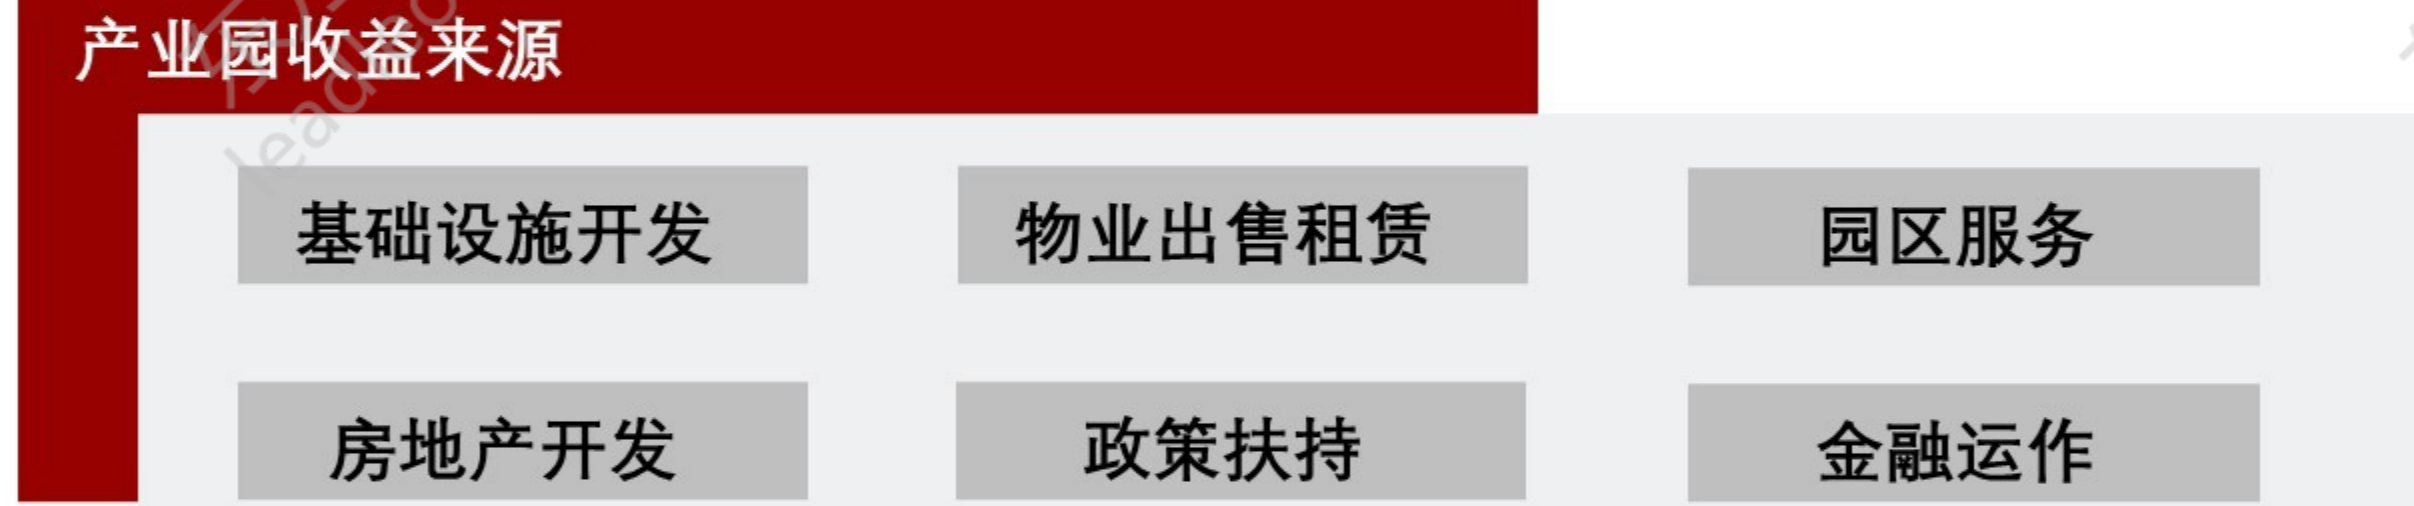 产业园收益来源
基础设施开发 物业出售租赁 园区服务
房地产开发 政策扶持 金融运作